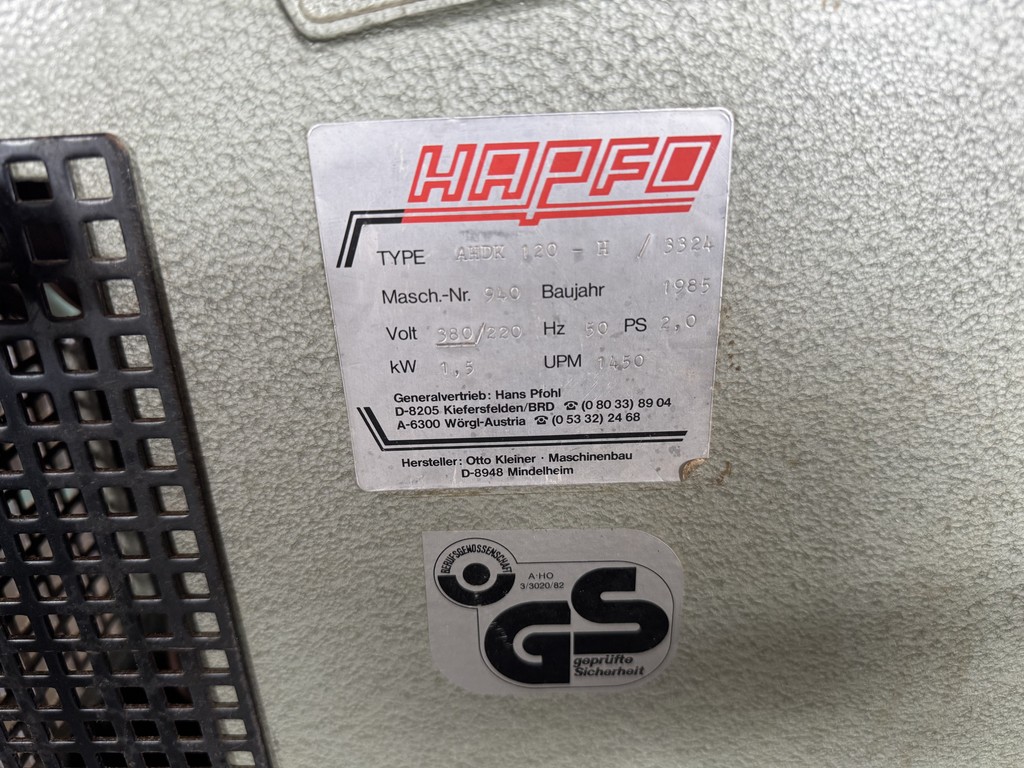 HAPFO
TYPE AHDK 120 - H / 3324
Masch.-Nr. 940 Baujahr 1985
Volt 380/220 Hz 50 PS 2,0
kW 1,5 UPM 1450
Generalvertrieb: Hans Pfohl
D-8205 Kiefersfelden/BRD ☎ (0 80 33) 89 04
A-6300 Wörgl-Austria ☎ (0 53 32) 24 68
Hersteller: Otto Kleiner · Maschinenbau
D-8948 Mindelheim
BERUFSGENOSSENSCHAFT
A-HO
3/3020/82
GS
geprüfte
Sicherheit